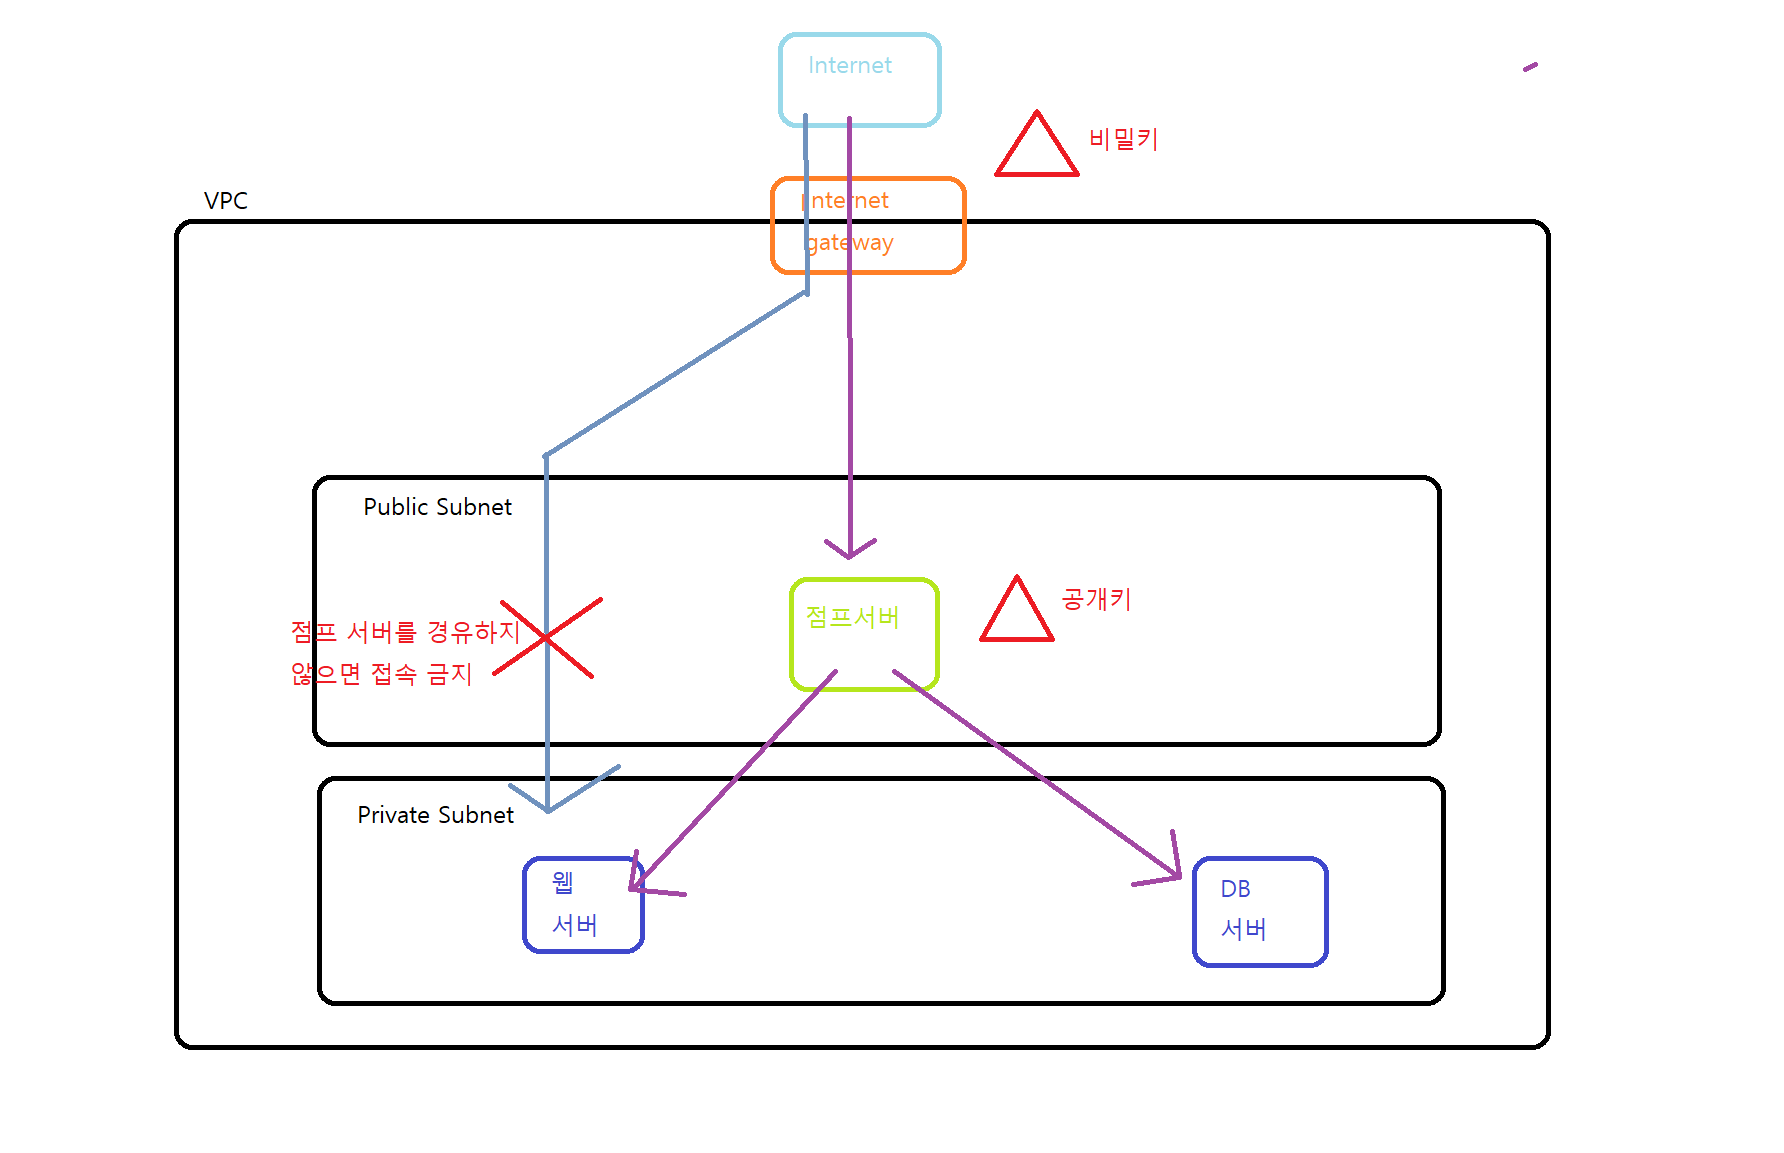 Internet
비밀키
VPC
Internet
gateway
Public Subnet
공개키
점프서버
점프 서버를 경유하지
않으면 접속 금지
Private Subnet
웹
서버
DB
서버